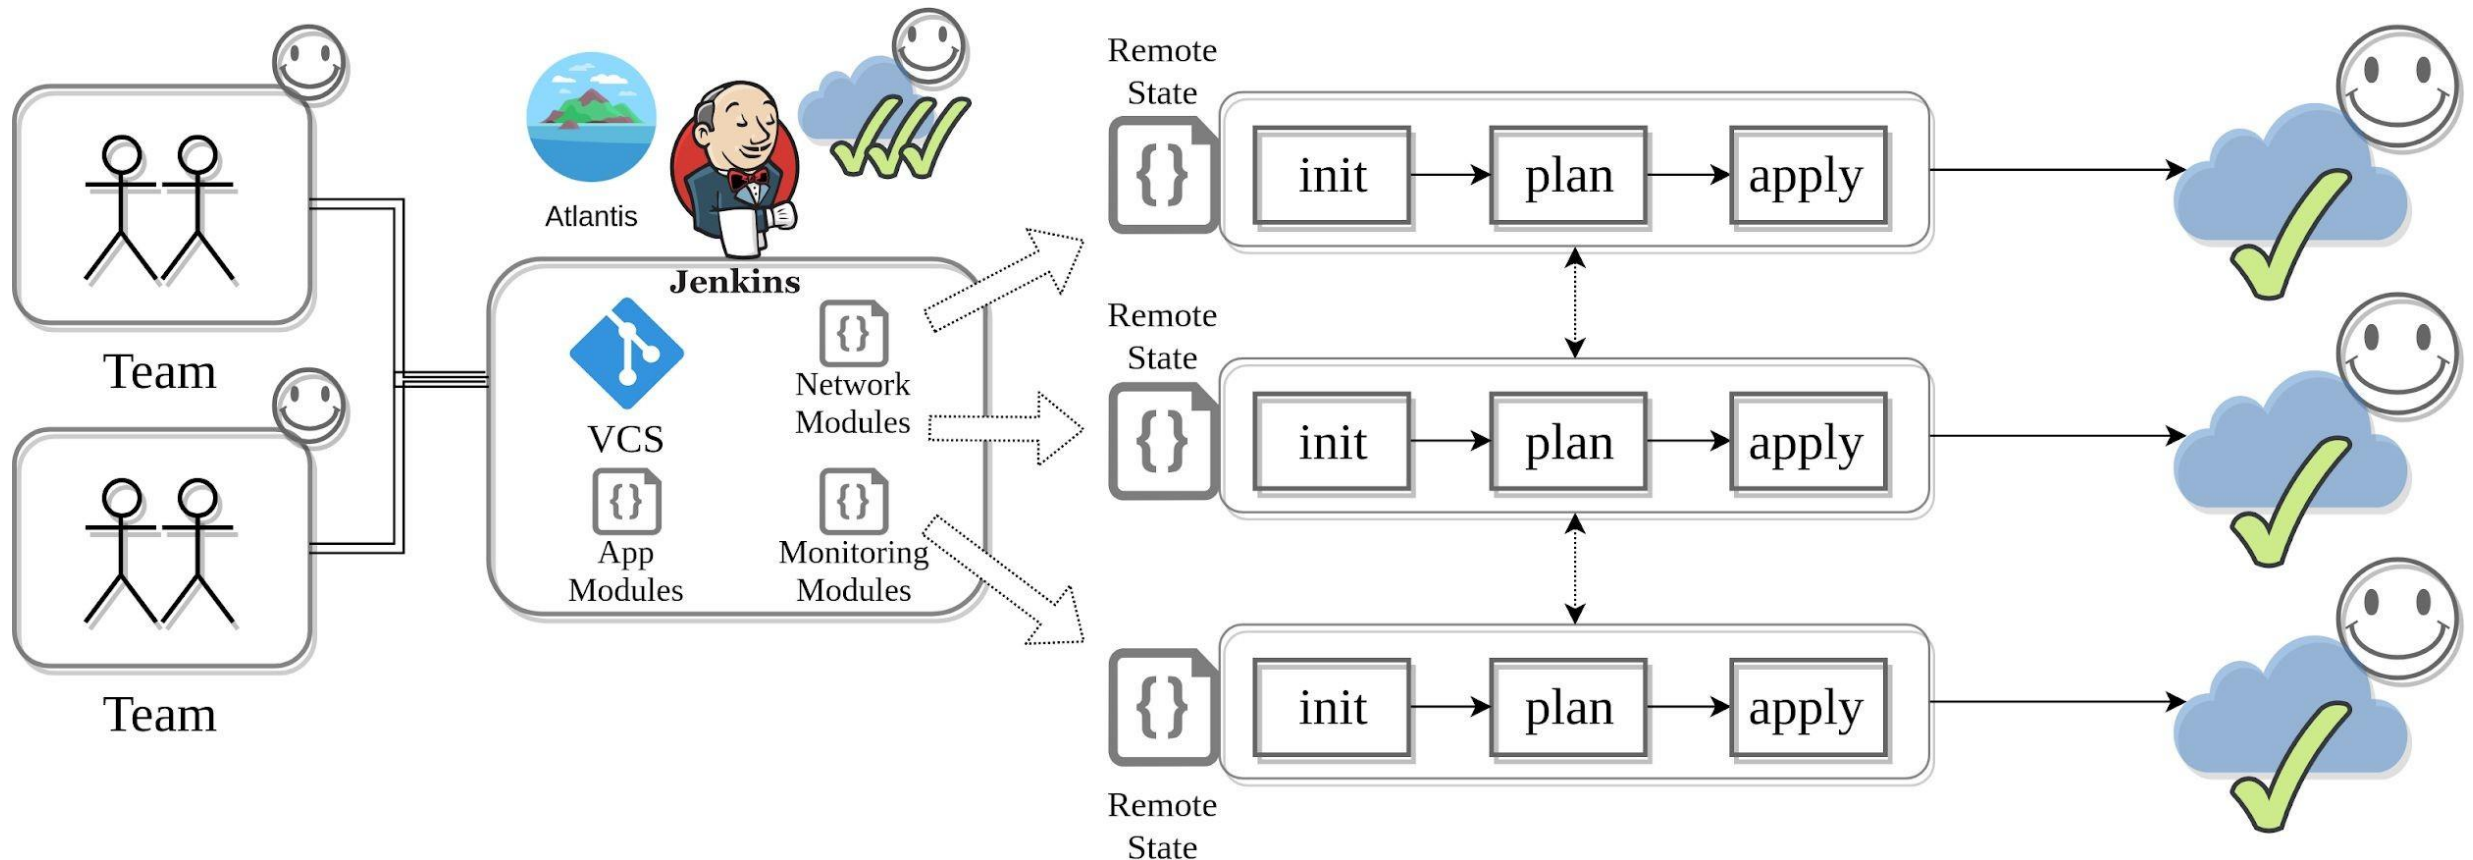 Team
Team
Atlantis
Jenkins
VCS
Network
Modules
App
Modules
Monitoring
Modules
Remote
State
{}
init
plan
apply
Remote
State
{}
init
plan
apply
{}
init
plan
apply
Remote
State